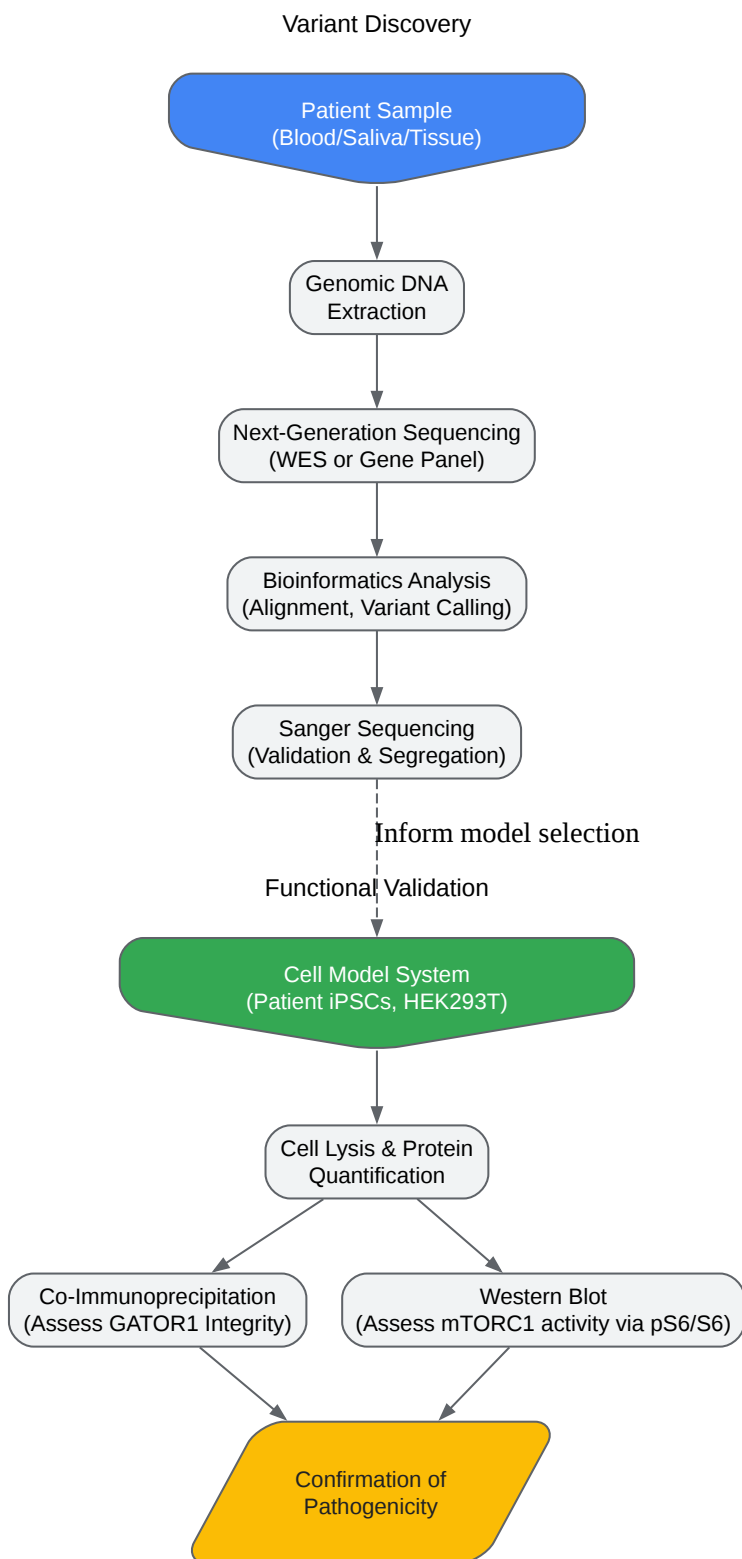 Variant Discovery
Patient Sample
(Blood/Saliva/Tissue)
Genomic DNA
Extraction
Next-Generation Sequencing
(WES or Gene Panel)
Bioinformatics Analysis
(Alignment, Variant Calling)
Sanger Sequencing
(Validation & Segregation)
Inform model selection
Functional Validation
Cell Model System
(Patient iPSCs, HEK293T)
Cell Lysis & Protein
Quantification
Co-Immunoprecipitation
(Assess GATOR1 Integrity)
Western Blot
(Assess mTORC1 activity via pS6/S6)
Confirmation of
Pathogenicity